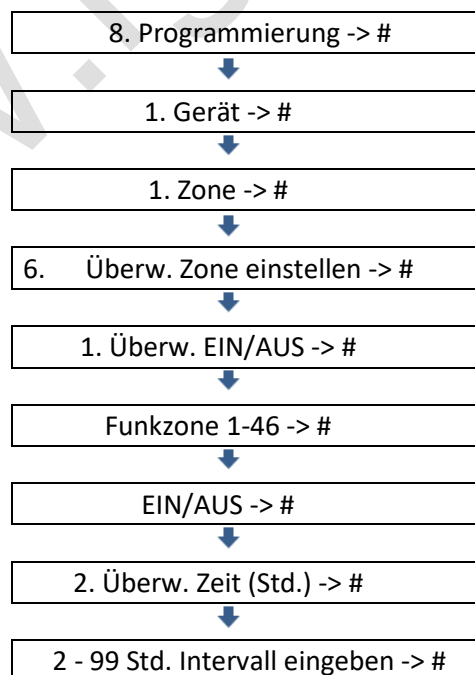 8. Programmierung -> #
1. Gerät -> #
1. Zone -> #
6. Überw. Zone einstellen -> #
1. Überw. EIN/AUS -> #
Funkzone 1-46 -> #
EIN/AUS -> #
2. Überw. Zeit (Std.) -> #
2 - 99 Std. Intervall eingeben -> #